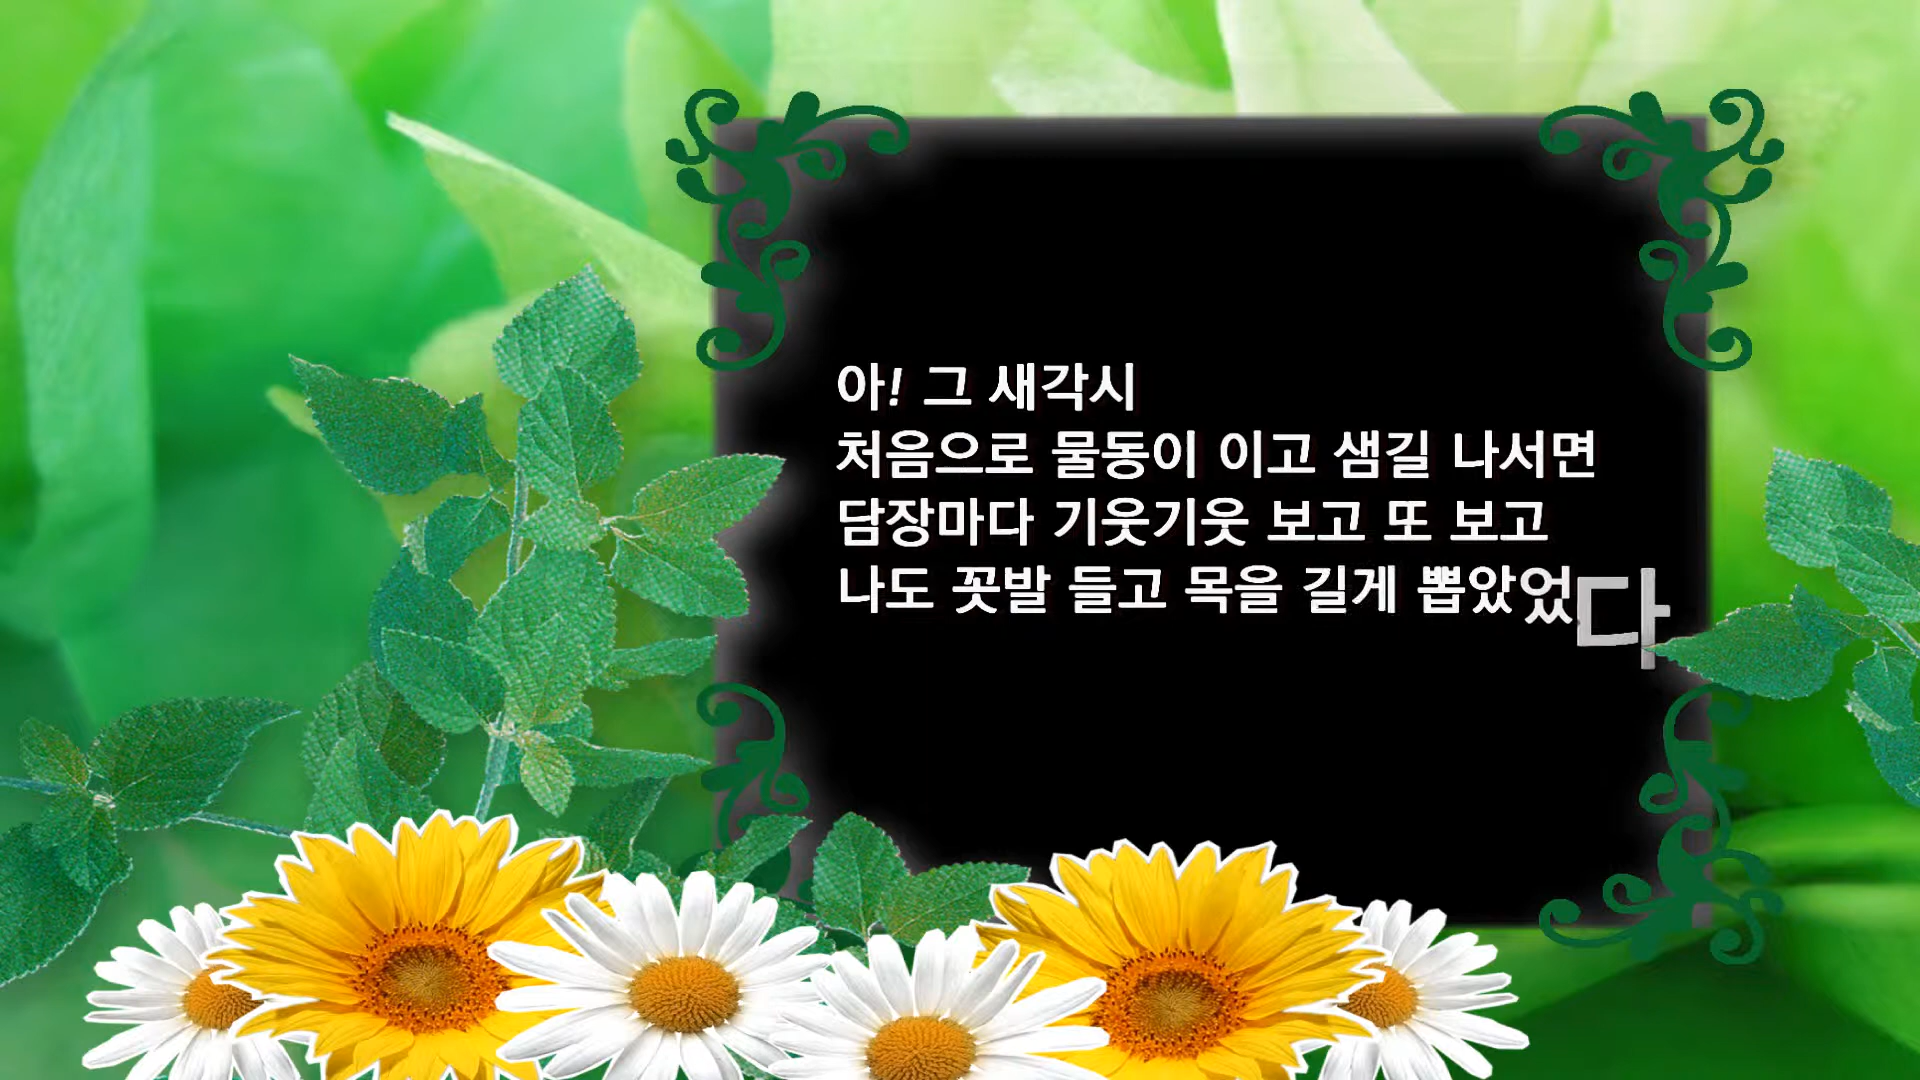 아! 그 새각시
처음으로 물동이 이고 샘길 나서면
담장마다 기웃기웃 보고 또 보고
나도 꽃발 들고 목을 길게 뽑았었다